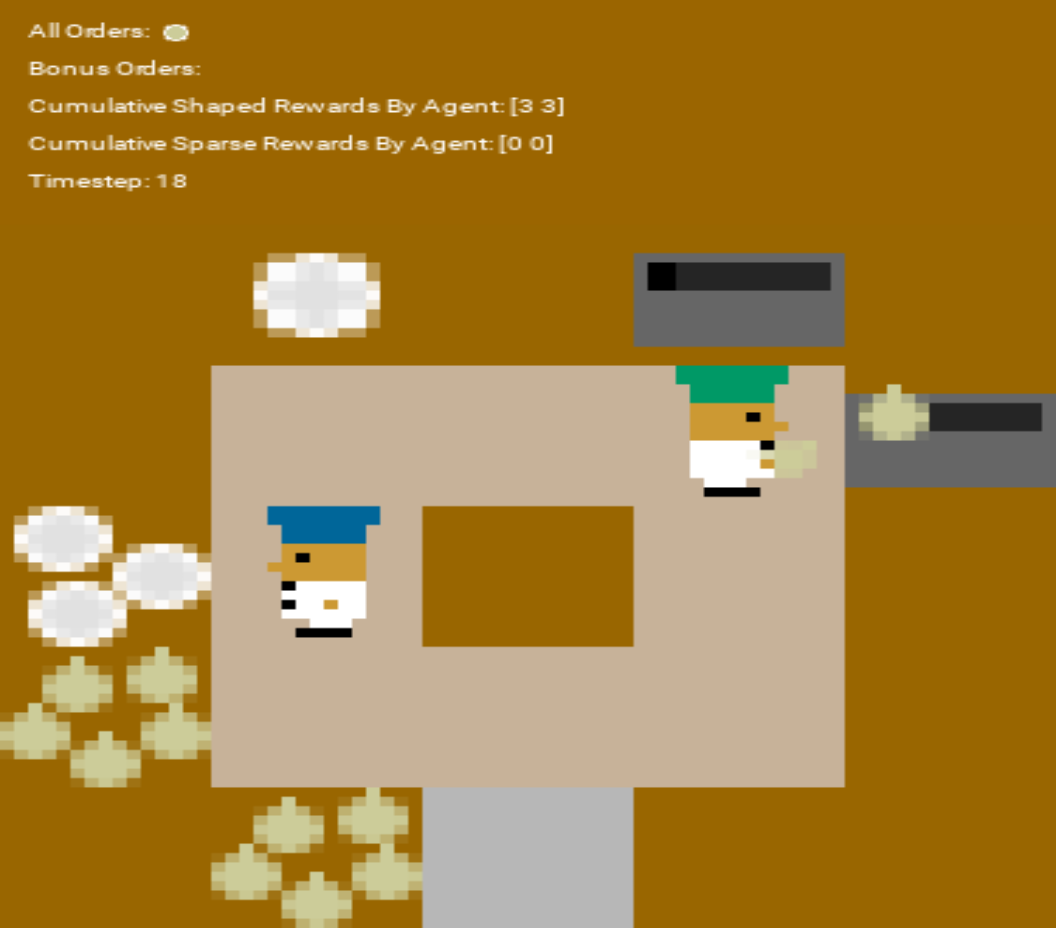 All Orders:
Bonus Orders:
Cumulative Shaped Rewards By Agent: [3 3]
Cumulative Sparse Rewards By Agent: [0 0]
Timestep: 18